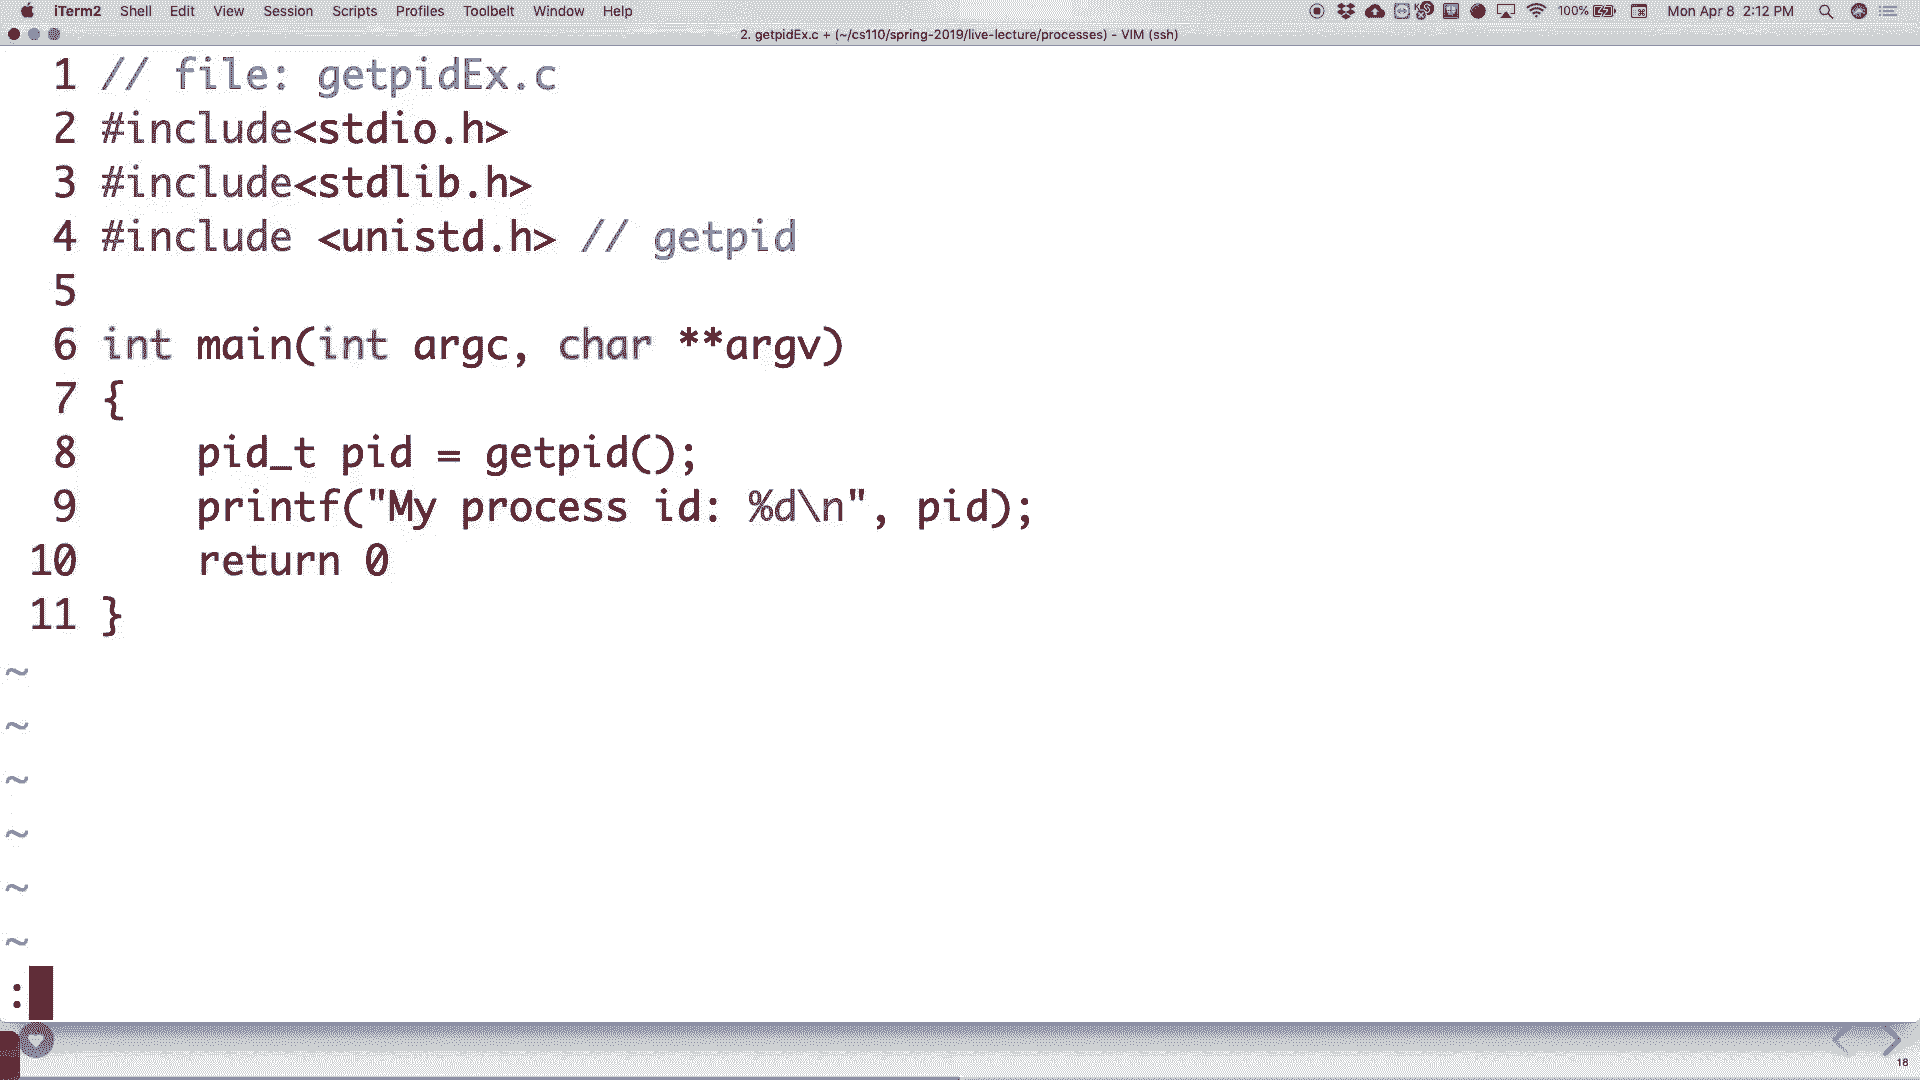 iTerm2 Shell Edit View Session Scripts Profiles Toolbelt Window Help 100% Mon Apr 8 2:12 PM
2. getpidEx.c + (~/cs110/spring-2019/live-lecture/processes) - VIM (ssh)
1 // file: getpidEx.c
2 #include<stdio.h>
3 #include<stdlib.h>
4 #include <unistd.h> // getpid
5
6 int main(int argc, char **argv)
7 {
8     pid_t pid = getpid();
9     printf("My process id: %d\n", pid);
10     return 0
11 }
~
~
~
~
~
~
:
18